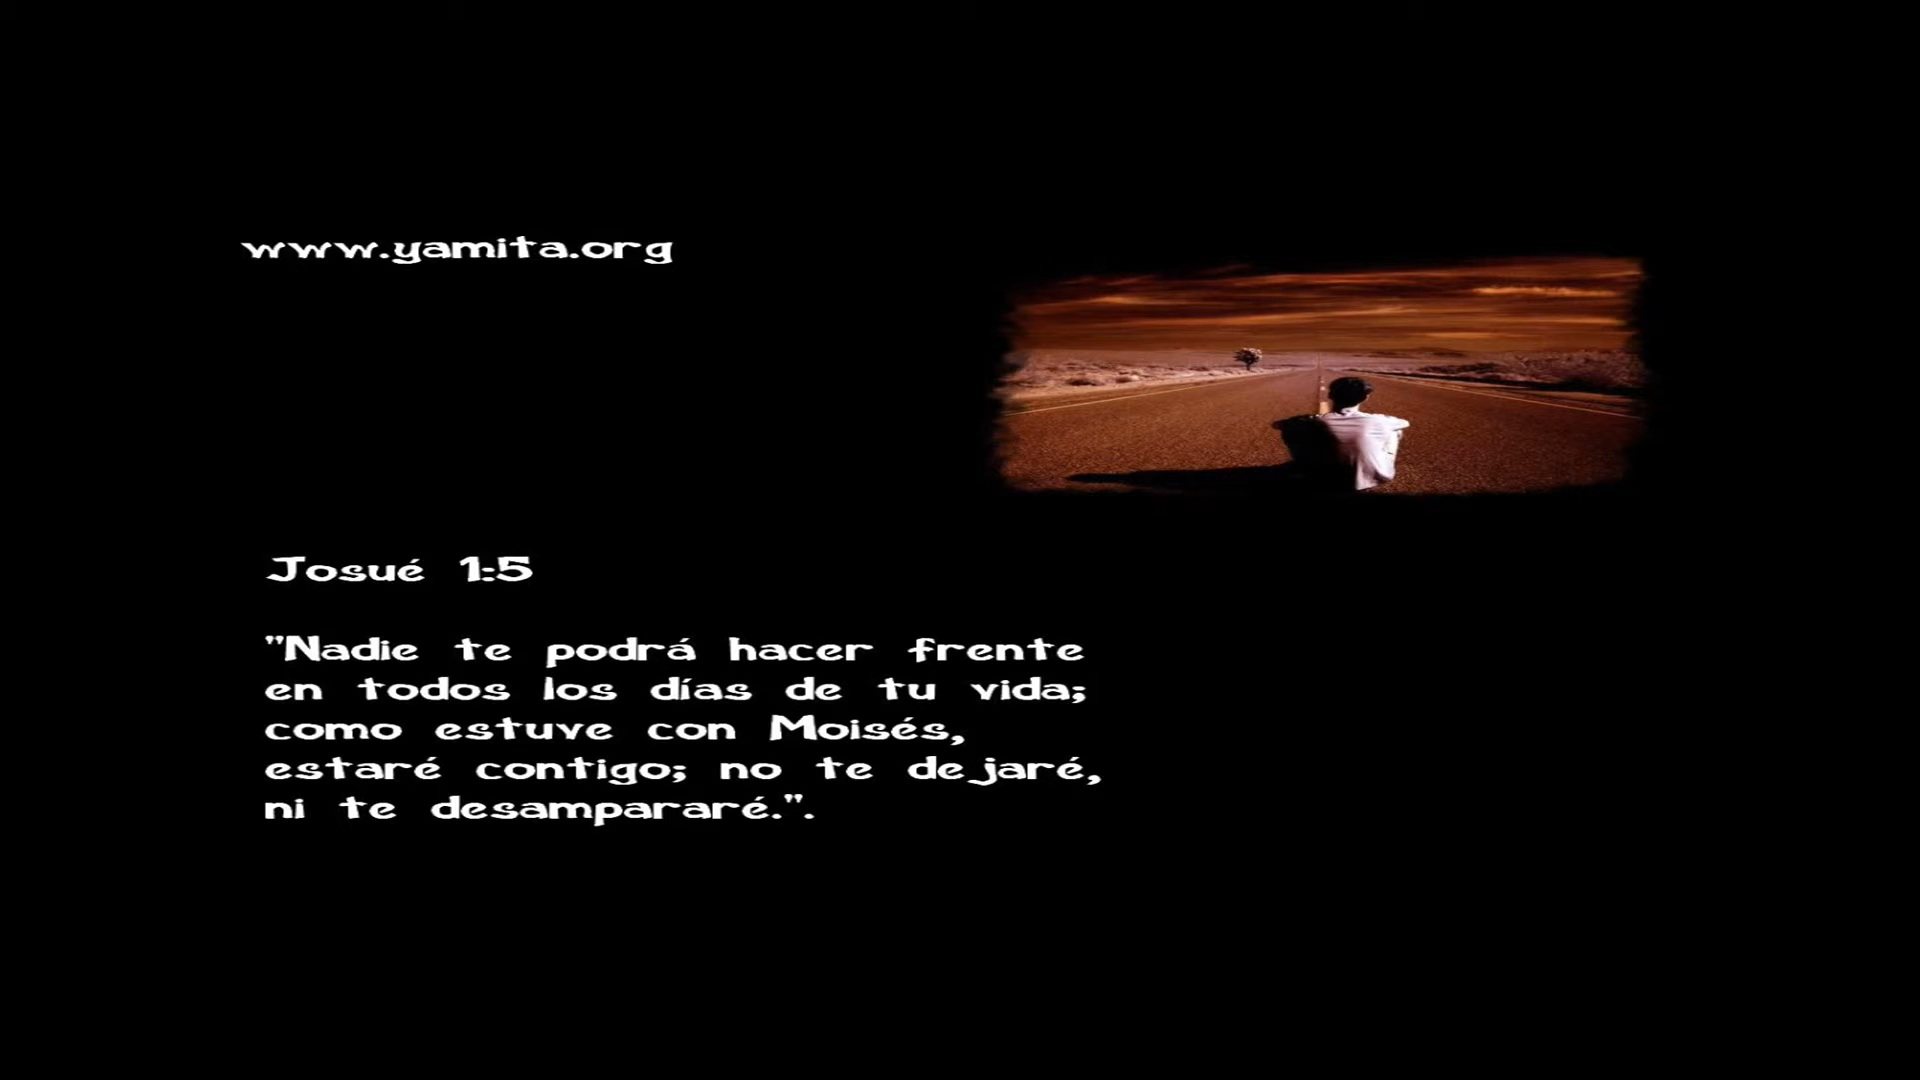 www.yamita.org
Josué 1:5
"Nadie te podrá hacer frente
en todos los días de tu vida;
como estuve con Moisés,
estaré contigo; no te dejaré,
ni te desampararé.".